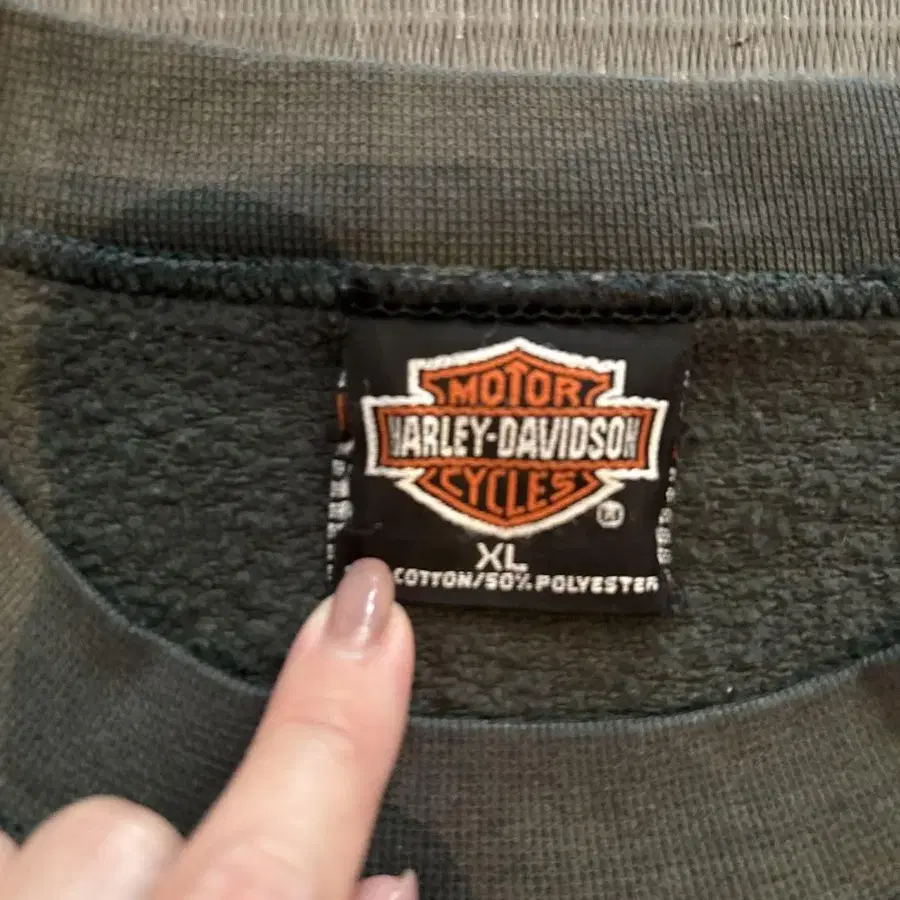 MOTOR
HARLEY-DAVIDSON
CYCLES
®
XL
COTTON/50% POLYESTER